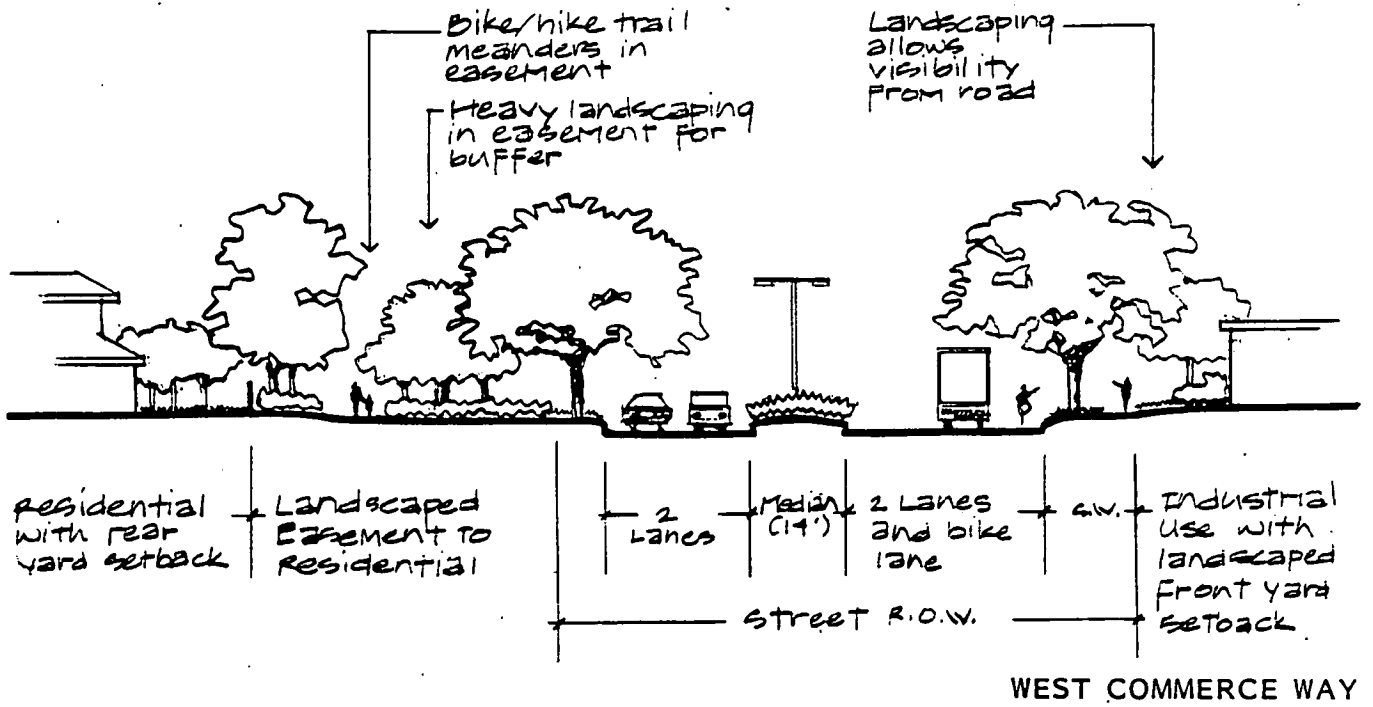 Bike/hike trail
meanders in
easement
Heavy landscaping
in easement for
buffer
Landscaping
allows
visibility
from road
Residential
with rear
yard setback
Landscaped
Easement to
Residential
2
Lanes
Median
(14')
2 Lanes
and bike
lane
S.W.
Industrial
Use with
landscaped
Front yard
setback
Street R.O.W.
WEST COMMERCE WAY